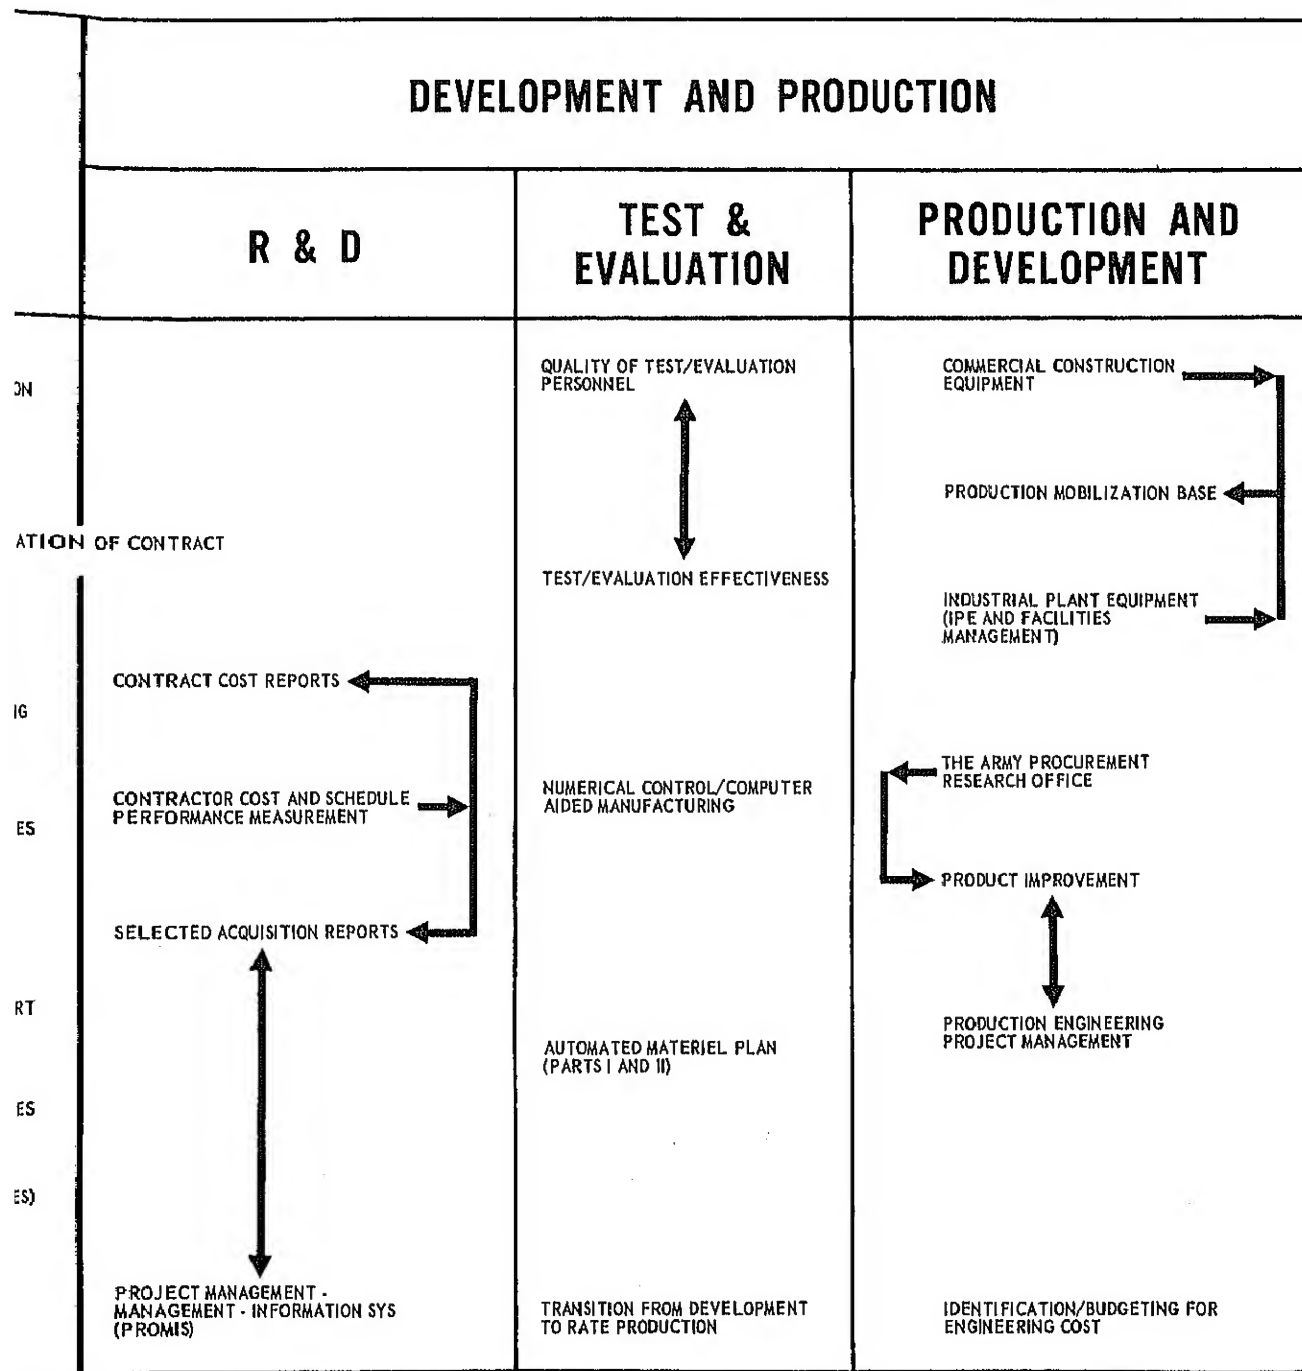 DEVELOPMENT AND PRODUCTION
R & D
TEST &
EVALUATION
PRODUCTION AND
DEVELOPMENT
ON
ATION OF CONTRACT
IG
ES
RT
ES
ES)
CONTRACT COST REPORTS
CONTRACTOR COST AND SCHEDULE
PERFORMANCE MEASUREMENT
SELECTED ACQUISITION REPORTS
PROJECT MANAGEMENT -
MANAGEMENT - INFORMATION SYS
(PROMIS)
QUALITY OF TEST/EVALUATION
PERSONNEL
TEST/EVALUATION EFFECTIVENESS
NUMERICAL CONTROL/COMPUTER
AIDED MANUFACTURING
AUTOMATED MATERIEL PLAN
(PARTS I AND II)
TRANSITION FROM DEVELOPMENT
TO RATE PRODUCTION
COMMERCIAL CONSTRUCTION
EQUIPMENT
PRODUCTION MOBILIZATION BASE
INDUSTRIAL PLANT EQUIPMENT
(IPE AND FACILITIES
MANAGEMENT)
THE ARMY PROCUREMENT
RESEARCH OFFICE
PRODUCT IMPROVEMENT
PRODUCTION ENGINEERING
PROJECT MANAGEMENT
IDENTIFICATION/BUDGETING FOR
ENGINEERING COST